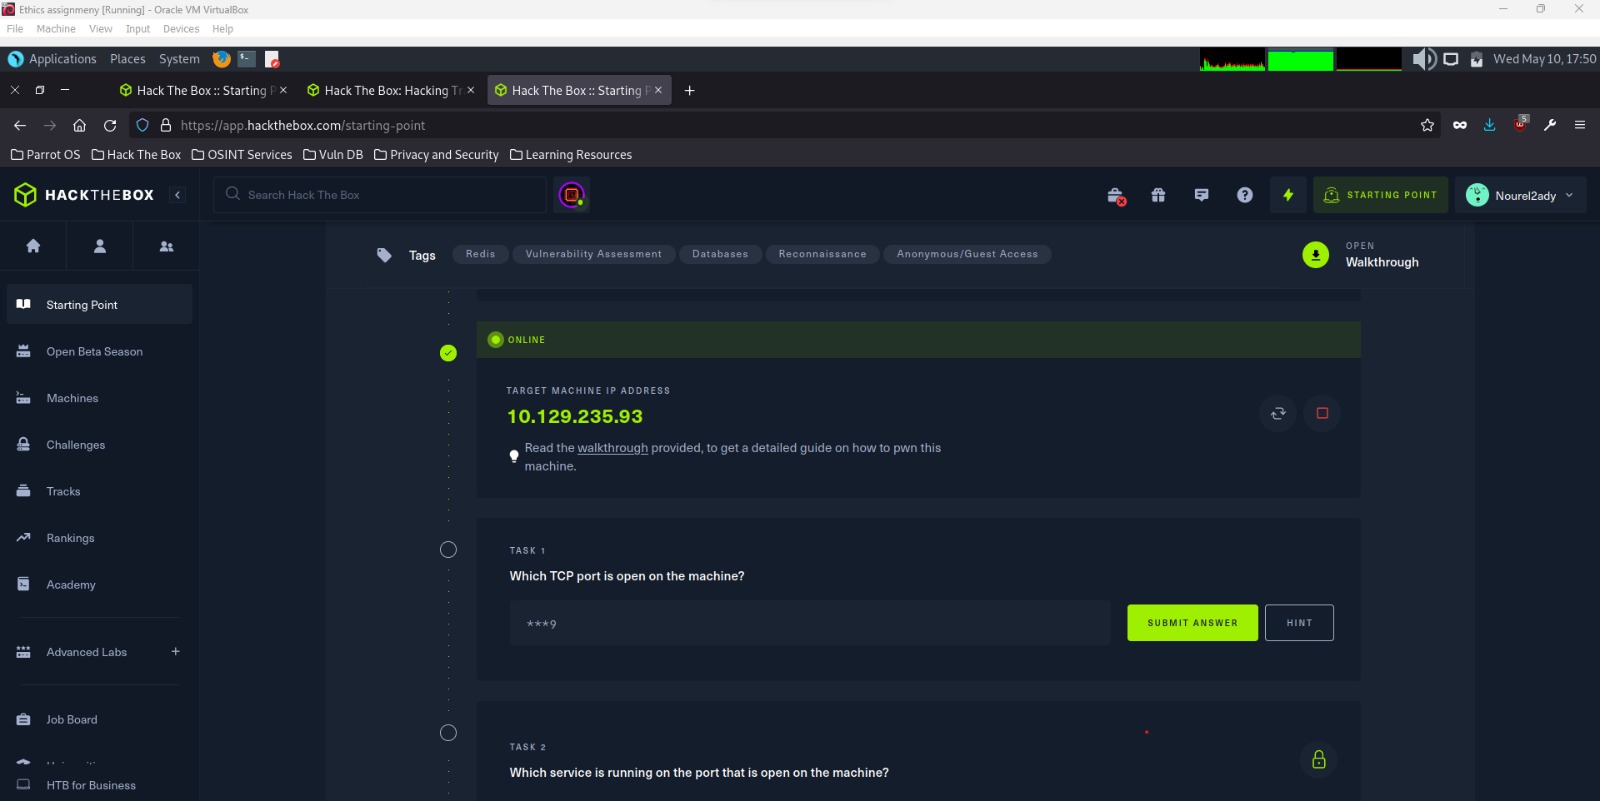 Ethics assignmeny [Running] - Oracle VM VirtualBox
File Machine View Input Devices Help
Applications Places System Wed May 10, 17:50
Hack The Box :: Starting P Hack The Box: Hacking Tr Hack The Box :: Starting P
https://app.hackthebox.com/starting-point 5
Parrot OS Hack The Box OSINT Services Vuln DB Privacy and Security Learning Resources
HACKTHEBOX Search Hack The Box STARTING POINT Nourel2ady
Tags Redis Vulnerability Assessment Databases Reconnaissance Anonymous/Guest Access OPEN
Walkthrough
Starting Point
Open Beta Season
Machines
Challenges
Tracks
Rankings
Academy
Advanced Labs +
Job Board
HTB for Business
ONLINE
TARGET MACHINE IP ADDRESS
10.129.235.93
Read the walkthrough provided, to get a detailed guide on how to pwn this
machine.
TASK 1
Which TCP port is open on the machine?
***9 SUBMIT ANSWER HINT
TASK 2
Which service is running on the port that is open on the machine?